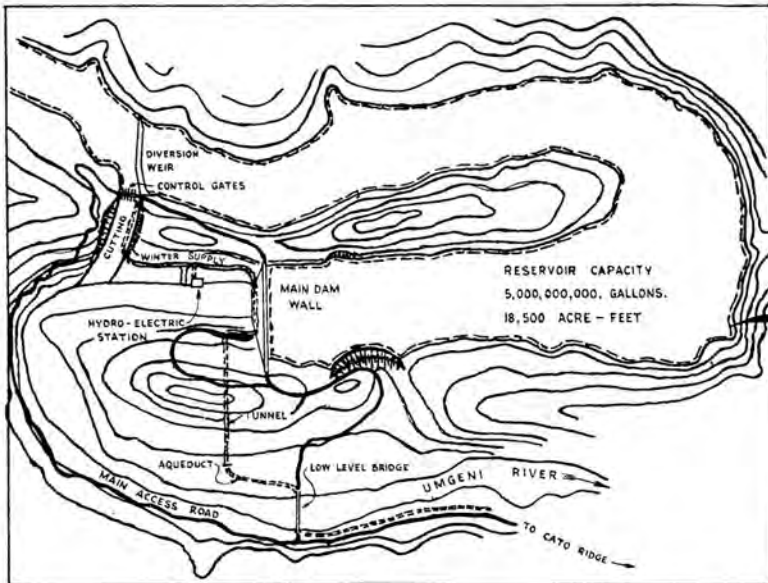 DIVERSION
WEIR
CONTROL GATES
CUTTING
WINTER SUPPLY
MAIN DAM
WALL
RESERVOIR CAPACITY
5,000,000,000. GALLONS.
18,500 ACRE-FEET
HYDRO-ELECTRIC
STATION
TUNNEL
AQUEDUCT
LOW LEVEL BRIDGE
UMGENI RIVER
MAIN ACCESS ROAD
TO CATO RIDGE